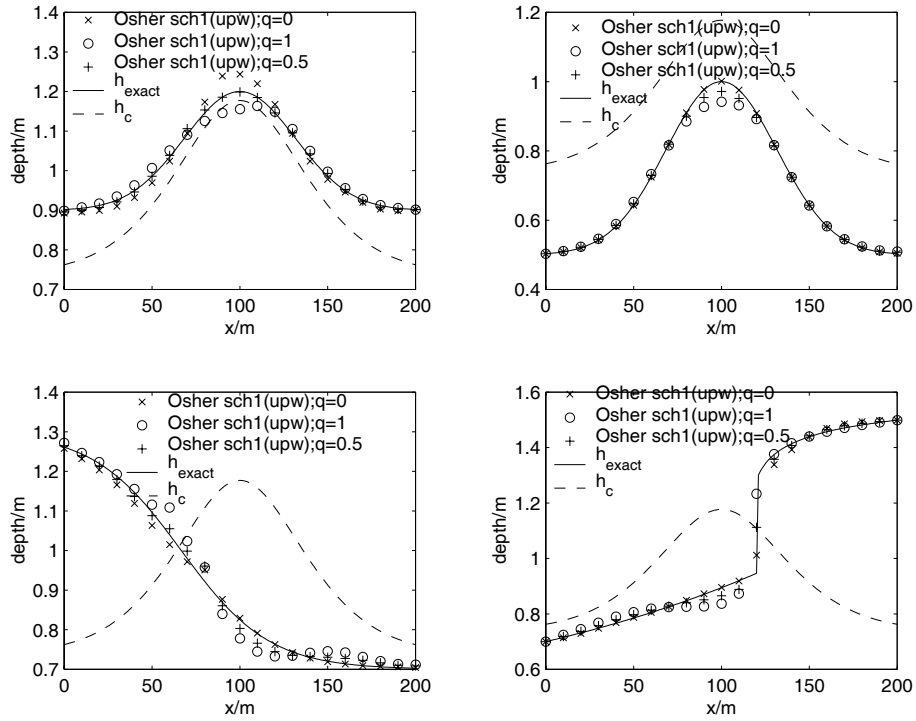 1.4
1.3
1.2
1.1
1
0.9
0.8
0.7
depth/m
0
50
100
150
200
x/m
Osher sch1(upw);q=0
Osher sch1(upw);q=1
Osher sch1(upw);q=0.5
h_exact
h_c
1.2
1
0.8
0.6
0.4
depth/m
0
50
100
150
200
x/m
Osher sch1(upw);q=0
Osher sch1(upw);q=1
Osher sch1(upw);q=0.5
h_exact
h_c
1.4
1.3
1.2
1.1
1
0.9
0.8
0.7
depth/m
0
50
100
150
200
x/m
Osher sch1(upw);q=0
Osher sch1(upw);q=1
Osher sch1(upw);q=0.5
h_exact
h_c
1.6
1.4
1.2
1
0.8
0.6
depth/m
0
50
100
150
200
x/m
Osher sch1(upw);q=0
Osher sch1(upw);q=1
Osher sch1(upw);q=0.5
h_exact
h_c